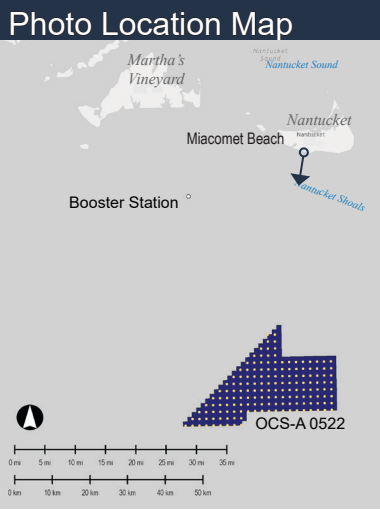 Photo Location Map
Nantucket
Sound
Nantucket Sound
Martha's
Vineyard
Nantucket
Nantucket
Miacomet Beach
Nantucket Shoals
Booster Station
OCS-A 0522
0 mi 5 mi 10 mi 15 mi 20 mi 25 mi 30 mi 35 mi
0 km 10 km 20 km 30 km 40 km 50 km